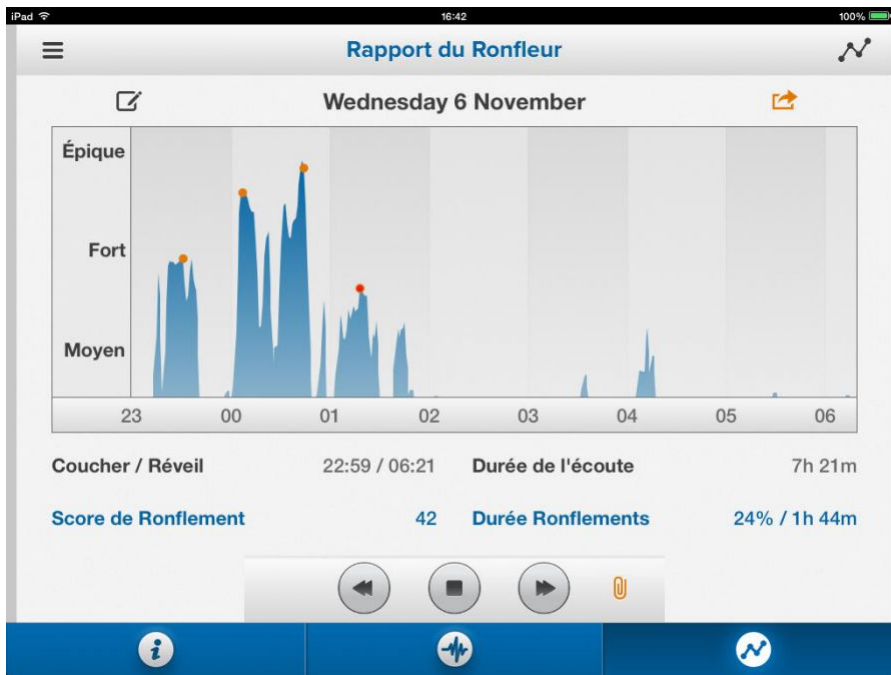 iPad 16:42 100%
Rapport du Ronfleur
Wednesday 6 November
Épique
Fort
Moyen
23 00 01 02 03 04 05 06
Coucher / Réveil 22:59 / 06:21 Durée de l'écoute 7h 21m
Score de Ronflement 42 Durée Ronflements 24% / 1h 44m
i